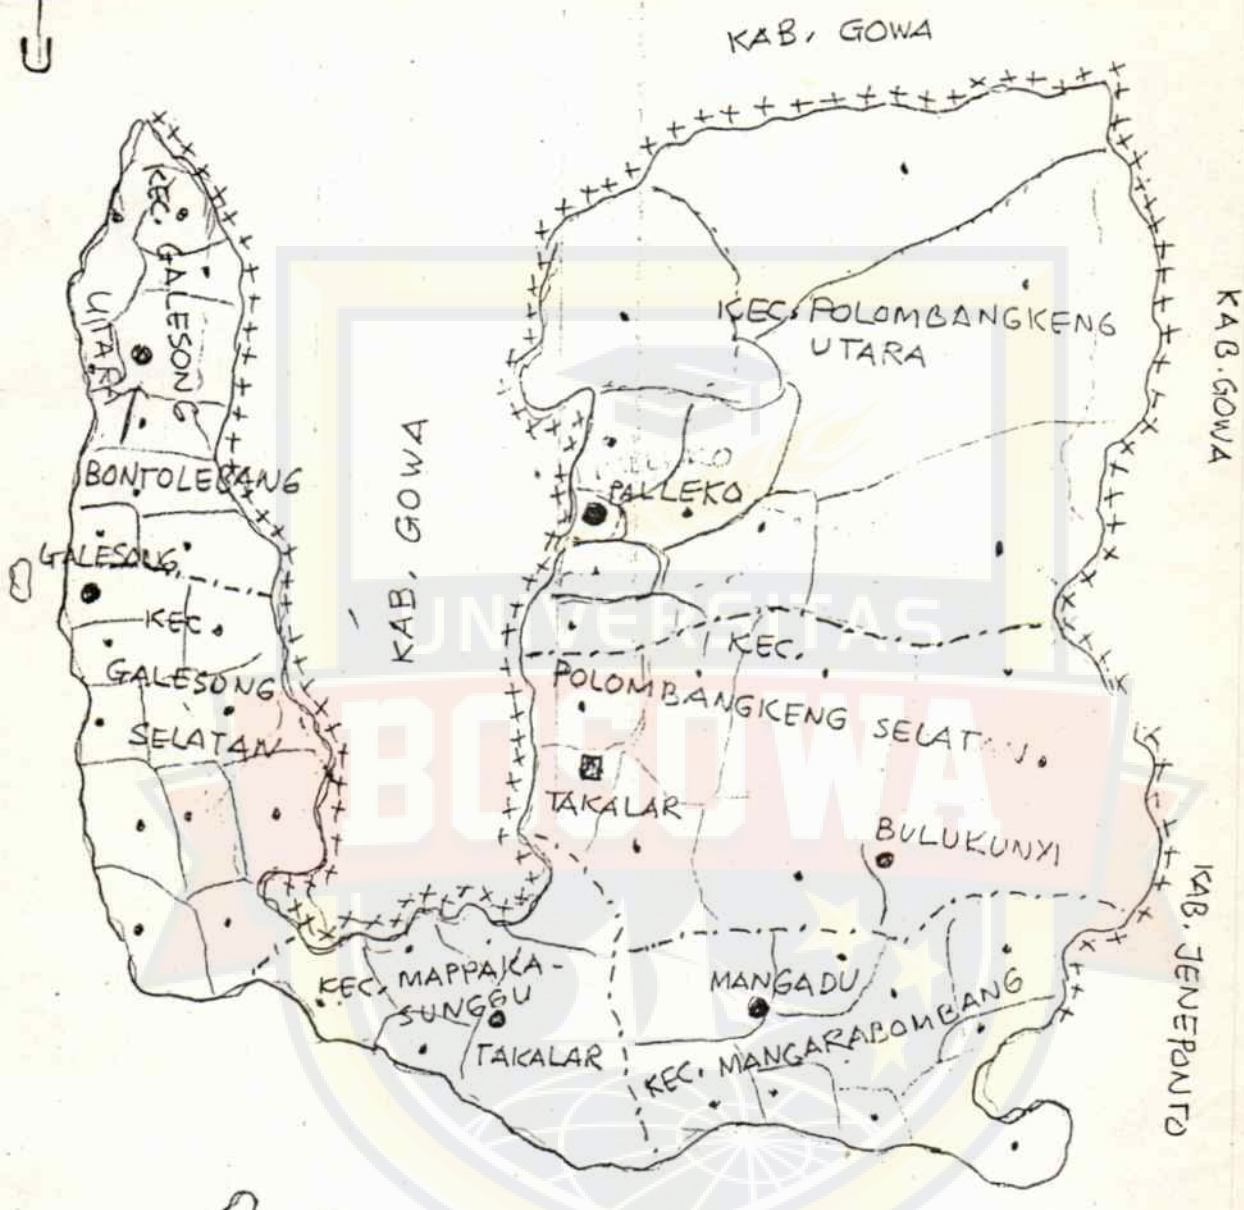 U
KAB. GOWA
KEC. GALESONG
UTARA
KEC. POLOMBANGKENG
UTARA
KAB. GOWA
KAB. GOWA
BONTOLEBANG
PALLEKO
GALESONG
KEC.
GALESONG
SELATAN
UNIVERSITAS
BOSOWA
KEC.
POLOMBANGKENG SELATAN
TAKALAR
BULUKUNYI
KAB. JENEPONTO
KEC. MAPPAKA-
SUNGGU
TAKALAR
MANGADU
KEC. MANGARABOMBANG